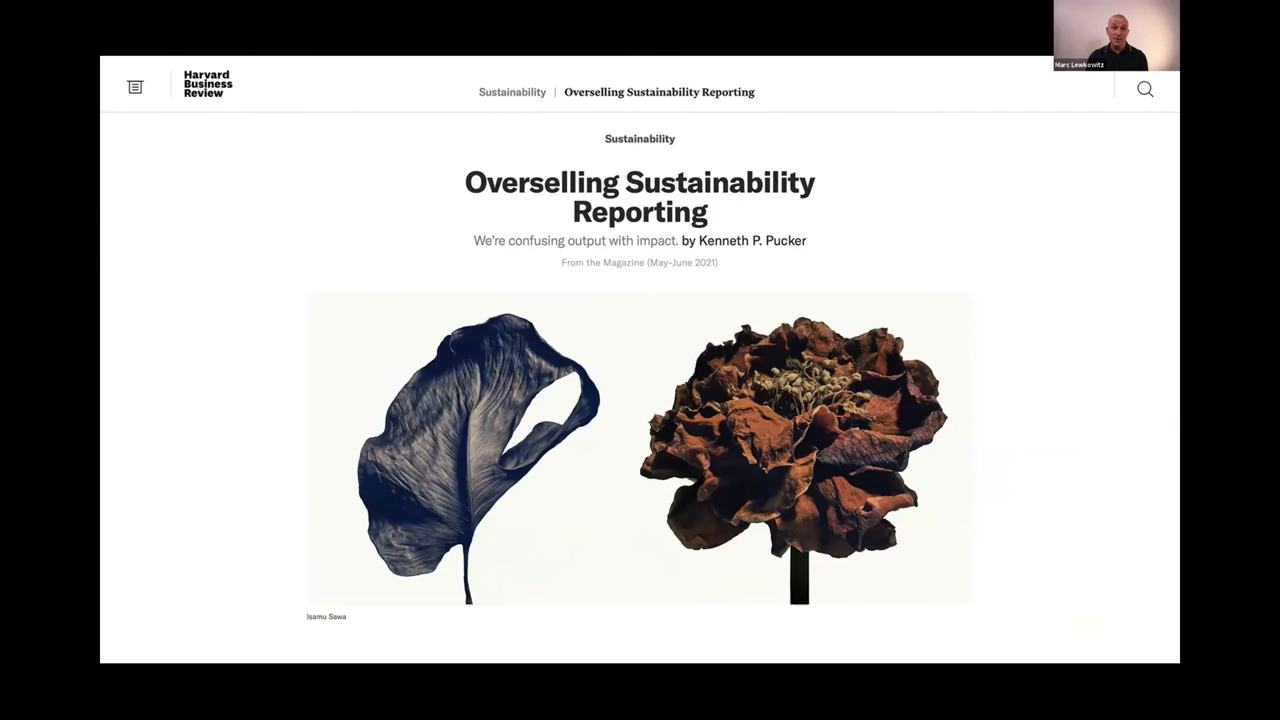 Marc Lewkowitz
Harvard
Business
Review
Sustainability | Overselling Sustainability Reporting
Sustainability
Overselling Sustainability
Reporting
We're confusing output with impact. by Kenneth P. Pucker
From the Magazine (May–June 2021)
Isamu Sawa